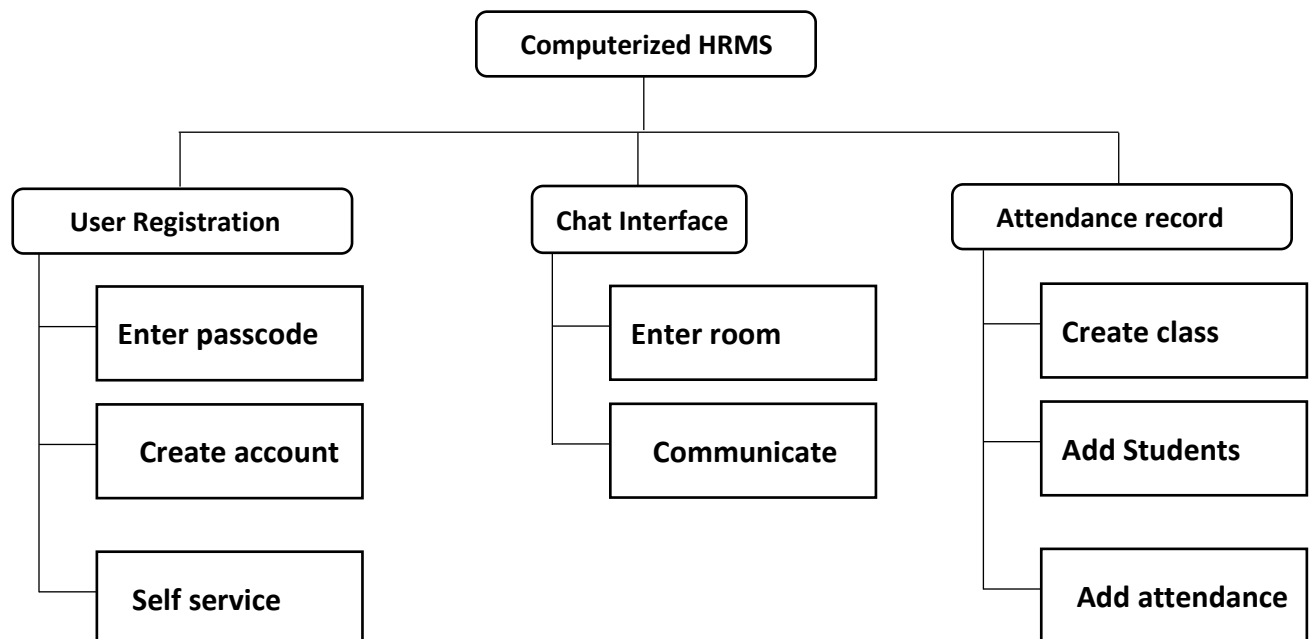 Computerized HRMS
User Registration
Chat Interface
Attendance record
Enter passcode
Enter room
Create class
Create account
Communicate
Add Students
Self service
Add attendance